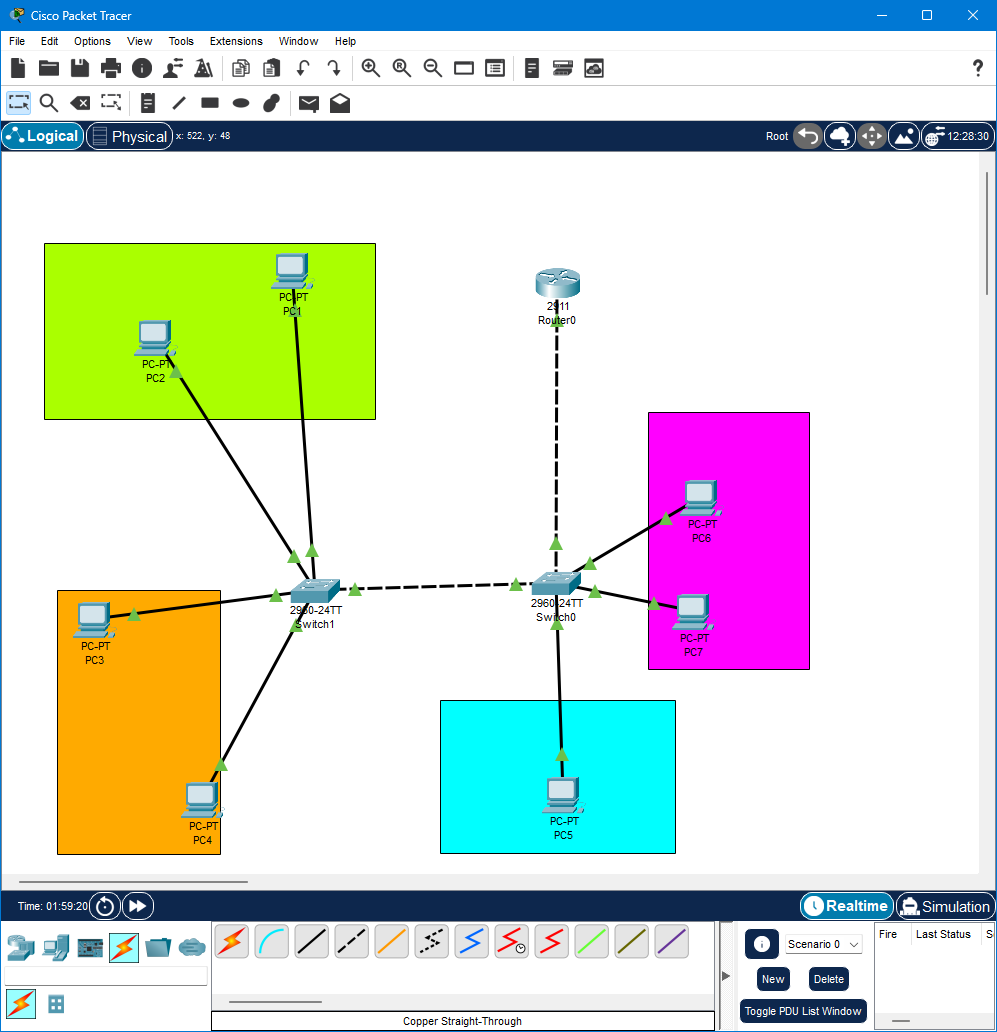 Cisco Packet Tracer
File Edit Options View Tools Extensions Window Help
?
Logical Physical x: 522, y: 48 Root 12:28:30
PC-PT
PC1
PC-PT
PC2
2911
Router0
PC-PT
PC6
2960-24TT
Switch1
2960-24TT
Switch0
PC-PT
PC3
PC-PT
PC7
PC-PT
PC5
PC-PT
PC4
Time: 01:59:20 Realtime Simulation
Scenario 0 Fire Last Status S
New Delete
Toggle PDU List Window
Copper Straight-Through